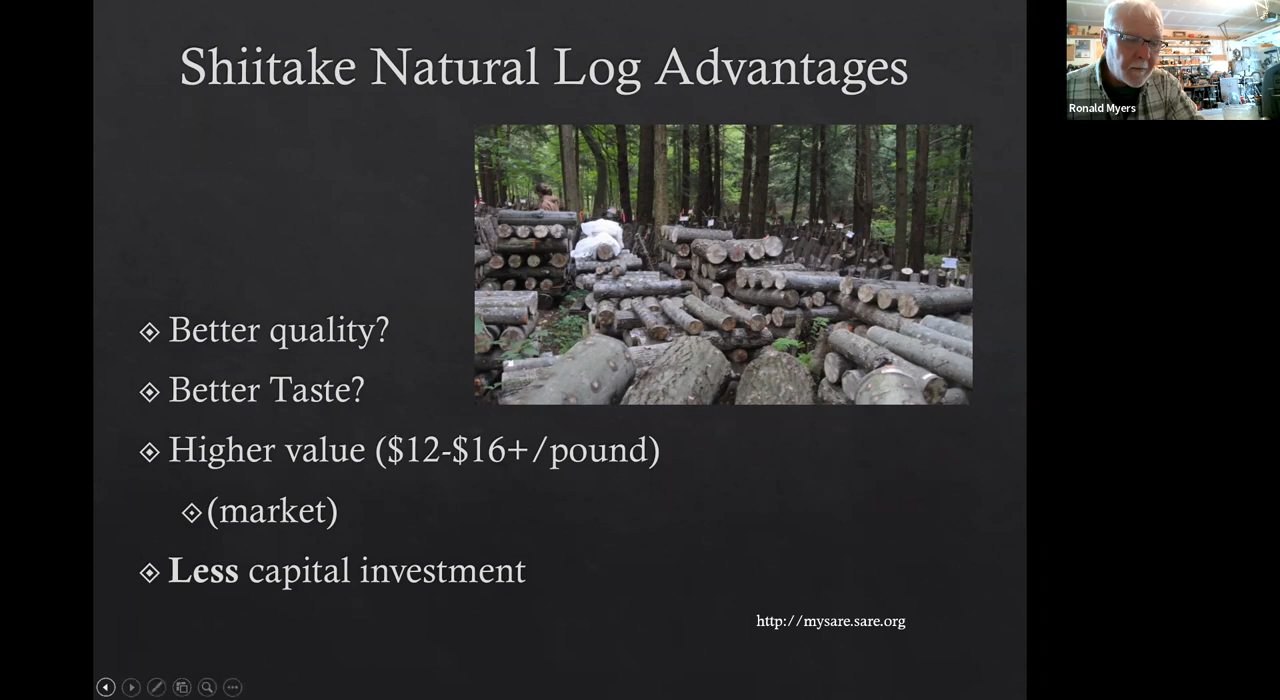 Shiitake Natural Log Advantages
Better quality?
Better Taste?
Higher value ($12-$16+/pound)
(market)
Less capital investment
http://mysare.sare.org
Ronald Myers